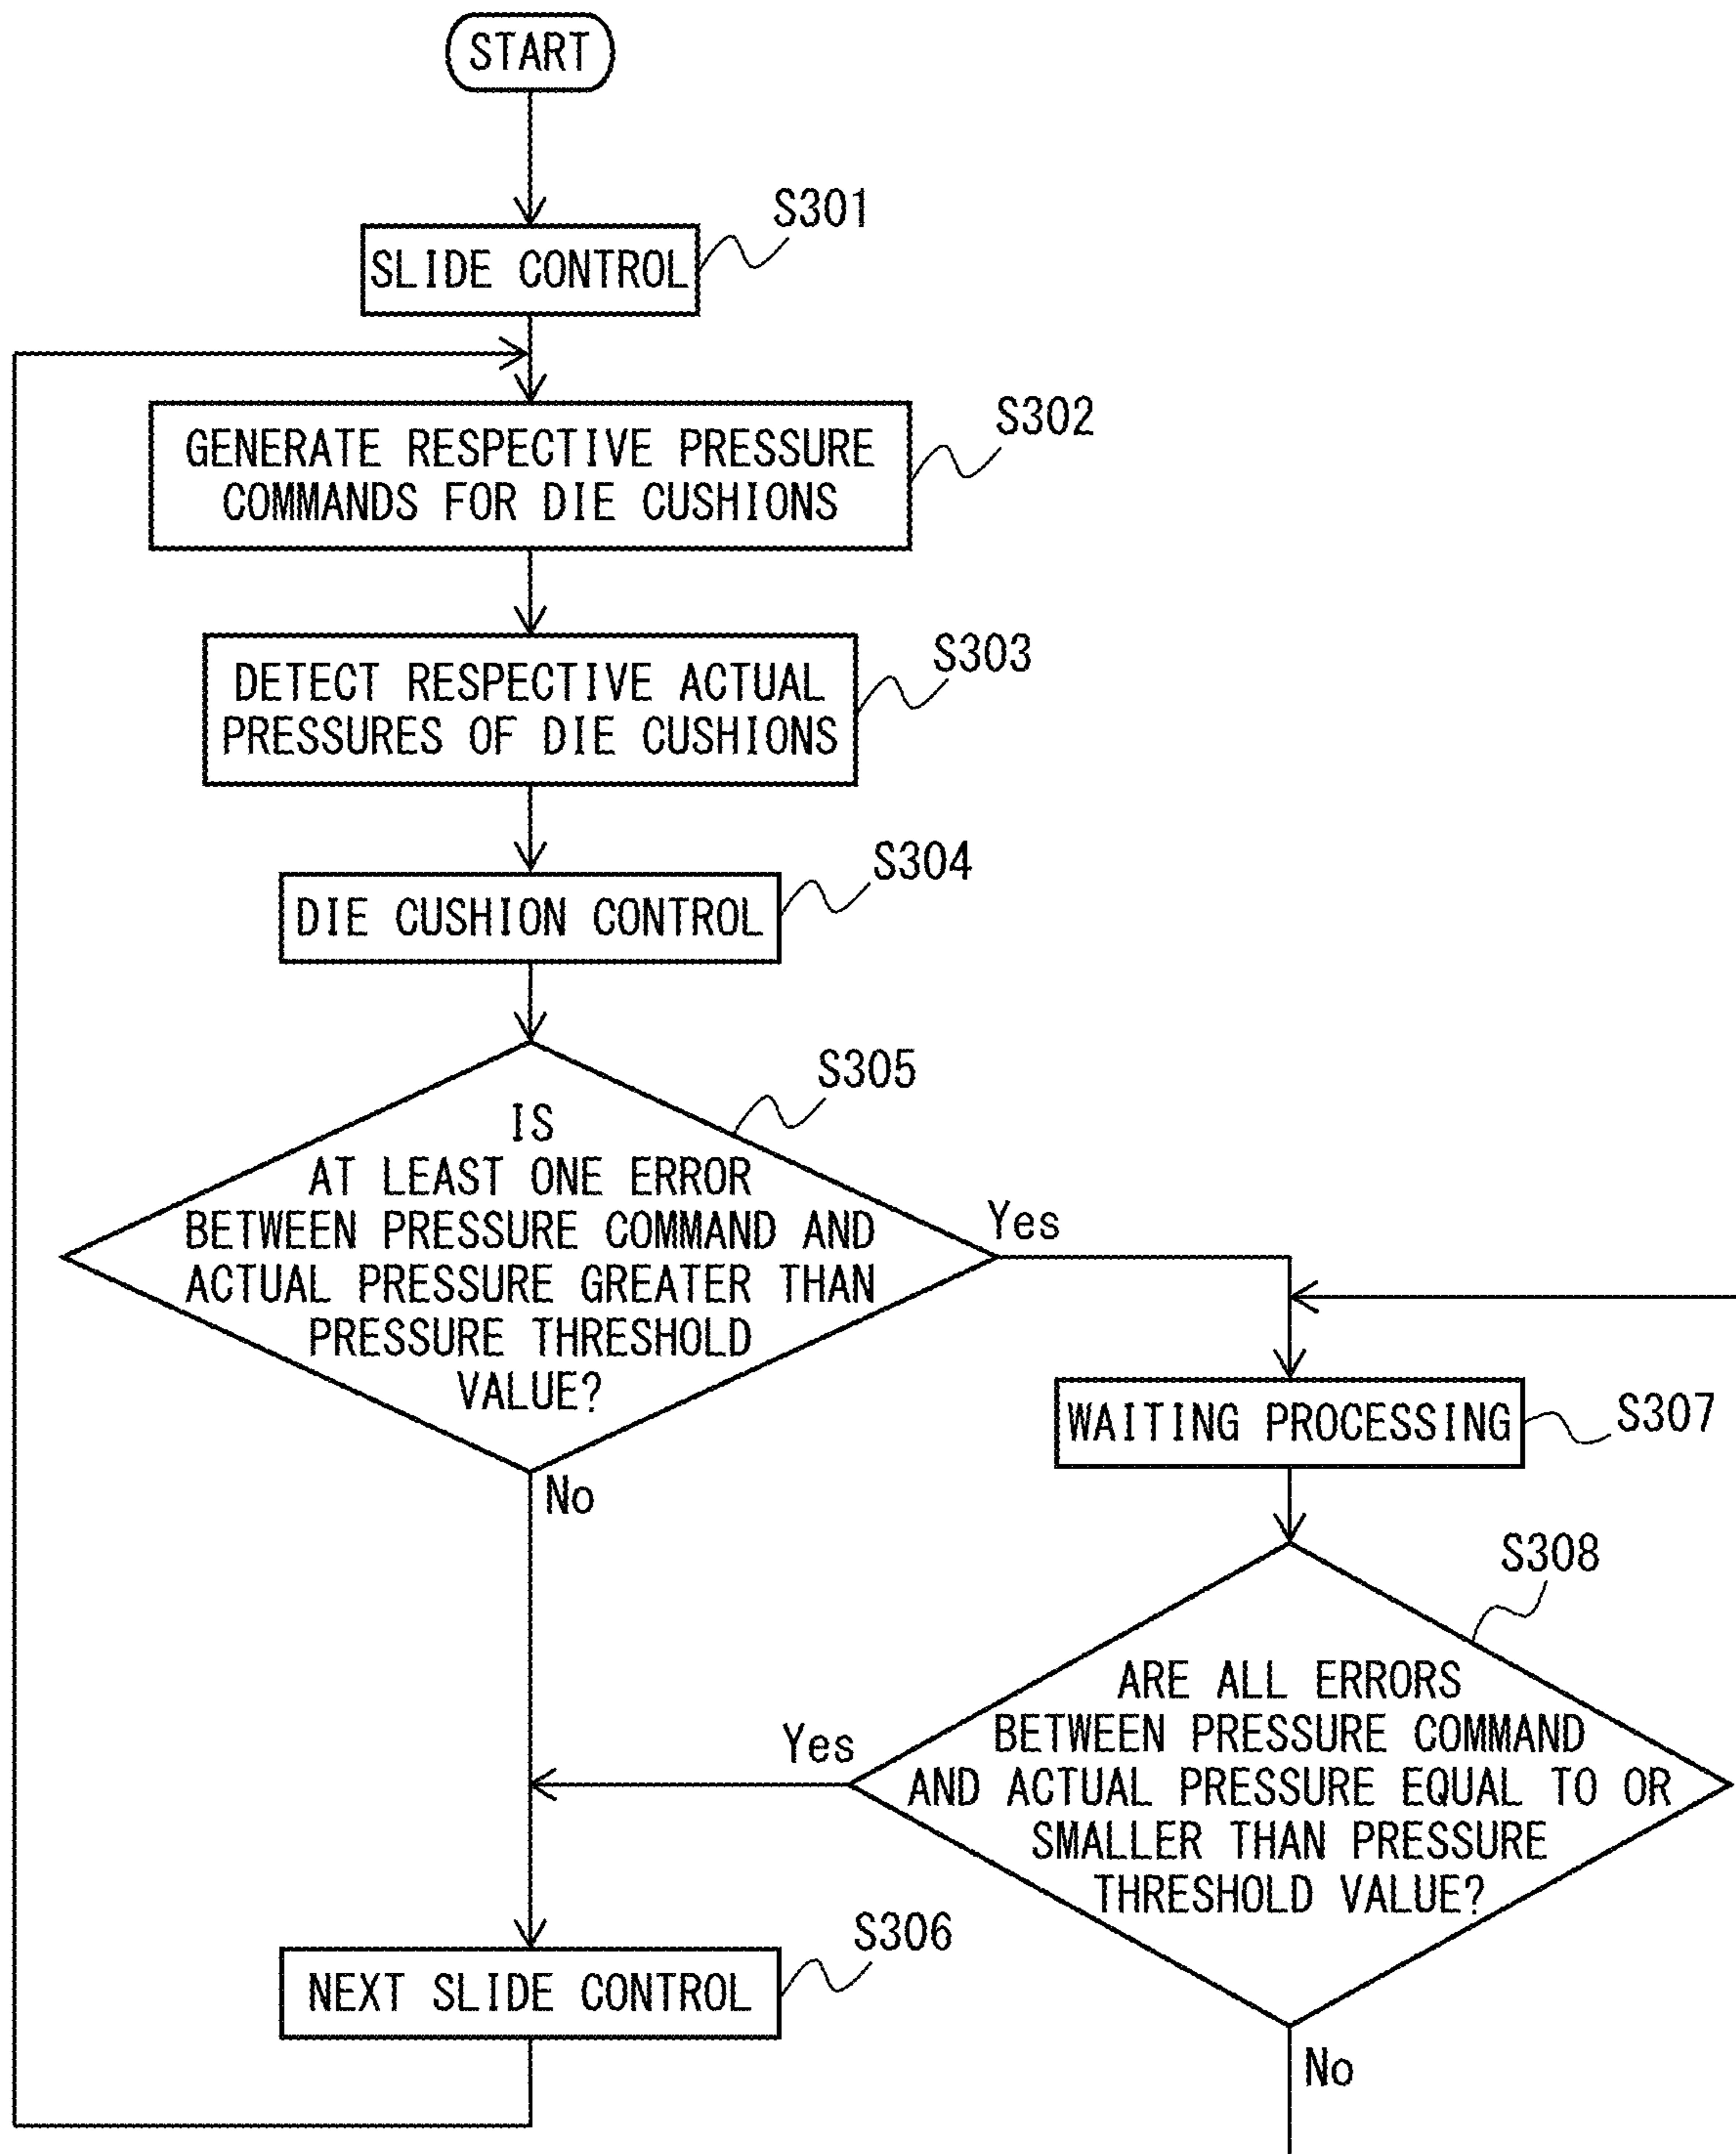 START
SLIDE CONTROL
S301
GENERATE RESPECTIVE PRESSURE
COMMANDS FOR DIE CUSHIONS
S302
DETECT RESPECTIVE ACTUAL
PRESSURES OF DIE CUSHIONS
S303
DIE CUSHION CONTROL
S304
IS
AT LEAST ONE ERROR
BETWEEN PRESSURE COMMAND AND
ACTUAL PRESSURE GREATER THAN
PRESSURE THRESHOLD
VALUE?
S305
Yes
No
WAITING PROCESSING
S307
ARE ALL ERRORS
BETWEEN PRESSURE COMMAND
AND ACTUAL PRESSURE EQUAL TO OR
SMALLER THAN PRESSURE
THRESHOLD VALUE?
S308
Yes
No
NEXT SLIDE CONTROL
S306